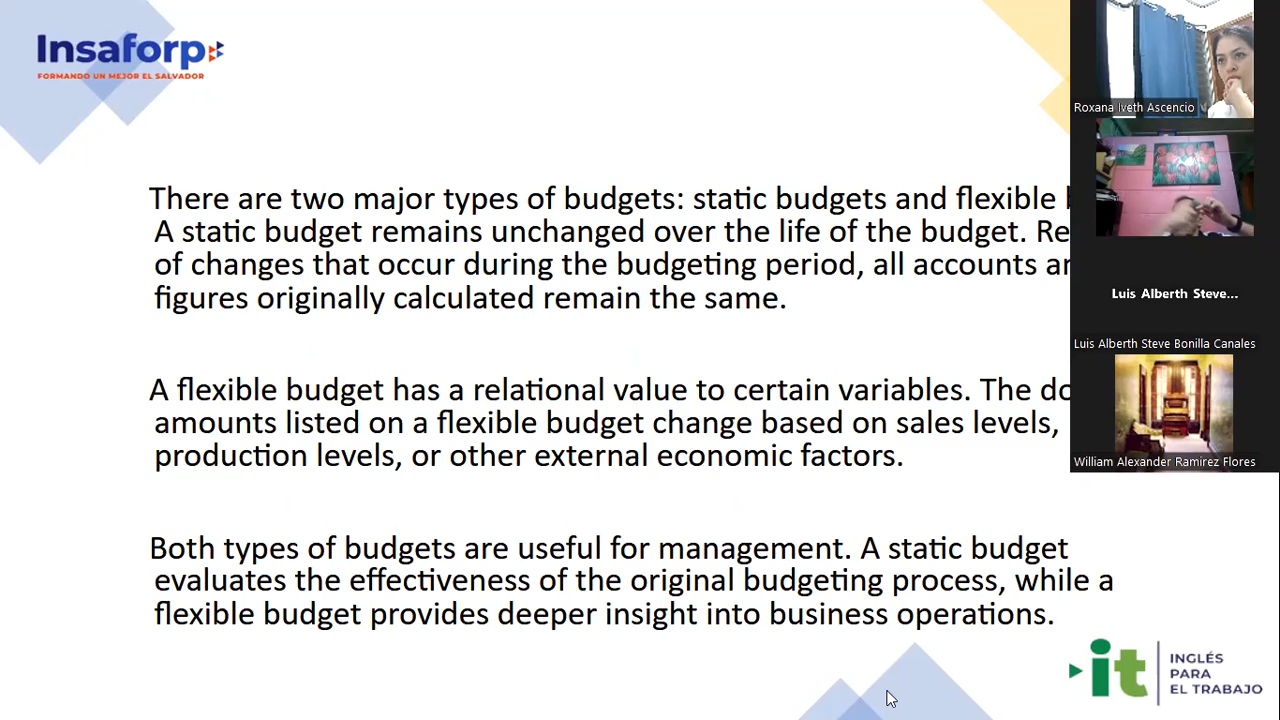 Insaforp
FORMANDO UN MEJOR EL SALVADOR
There are two major types of budgets: static budgets and flexible
A static budget remains unchanged over the life of the budget.
of changes that occur during the budgeting period, all accounts
figures originally calculated remain the same.
A flexible budget has a relational value to certain variables. The
amounts listed on a flexible budget change based on sales levels,
production levels, or other external economic factors.
Both types of budgets are useful for management. A static budget
evaluates the effectiveness of the original budgeting process, while a
flexible budget provides deeper insight into business operations.
Roxana Iveth Ascencio
Luis Alberth Steve...
Luis Alberth Steve Bonilla Canales
William Alexander Ramirez Flores
it
INGLÉS
PARA
EL TRABAJO